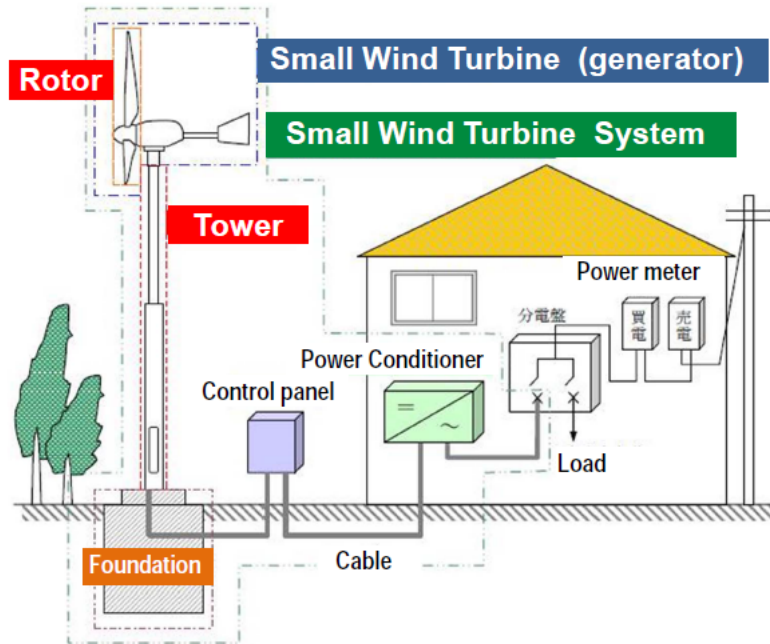 Small Wind Turbine (generator)
Rotor
Small Wind Turbine System
Tower
Power meter
分電盤
買電
売電
Power Conditioner
Control panel
Load
Foundation
Cable